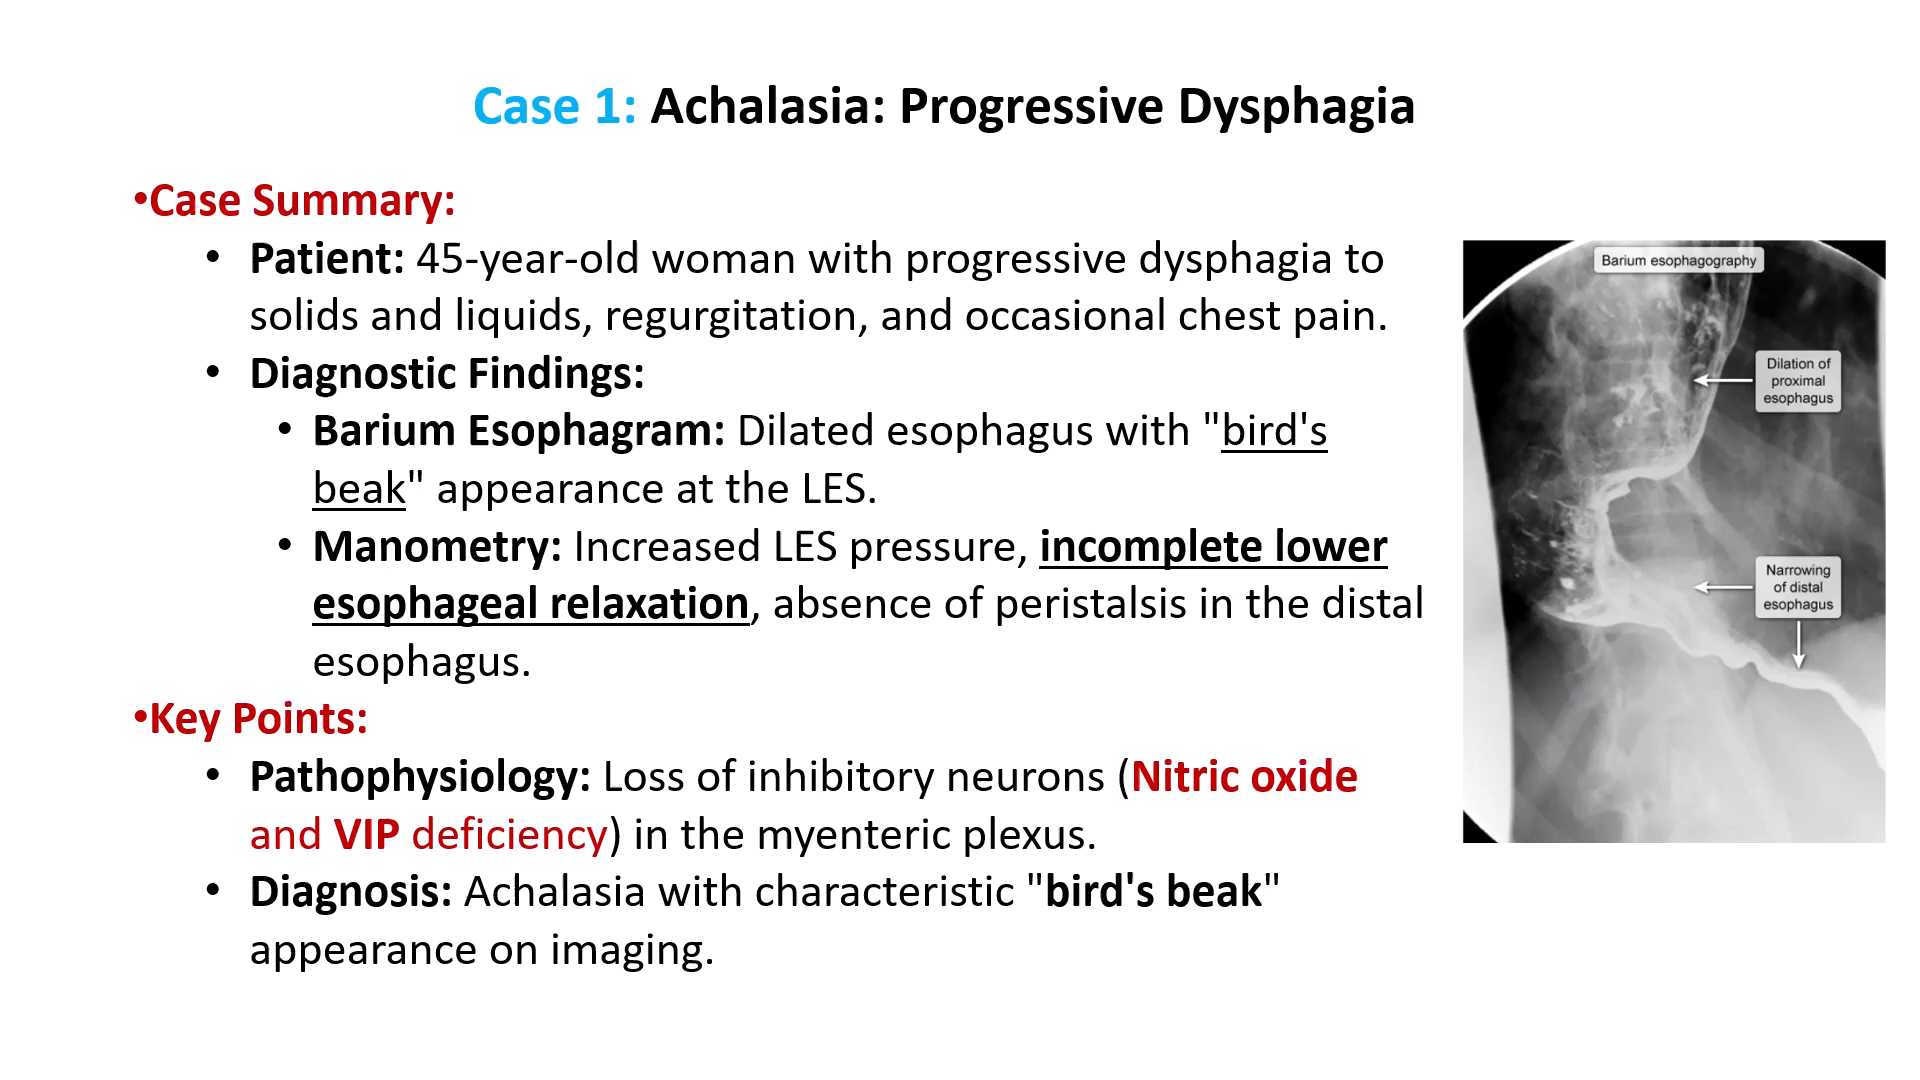 Case 1: Achalasia: Progressive Dysphagia
•Case Summary:
• Patient: 45-year-old woman with progressive dysphagia to
solids and liquids, regurgitation, and occasional chest pain.
• Diagnostic Findings:
• Barium Esophagram: Dilated esophagus with "bird's
beak" appearance at the LES.
• Manometry: Increased LES pressure, incomplete lower
esophageal relaxation, absence of peristalsis in the distal
esophagus.
•Key Points:
• Pathophysiology: Loss of inhibitory neurons (Nitric oxide
and VIP deficiency) in the myenteric plexus.
• Diagnosis: Achalasia with characteristic "bird's beak"
appearance on imaging.
Barium esophagography
Dilation of
proximal
esophagus
Narrowing
of distal
esophagus